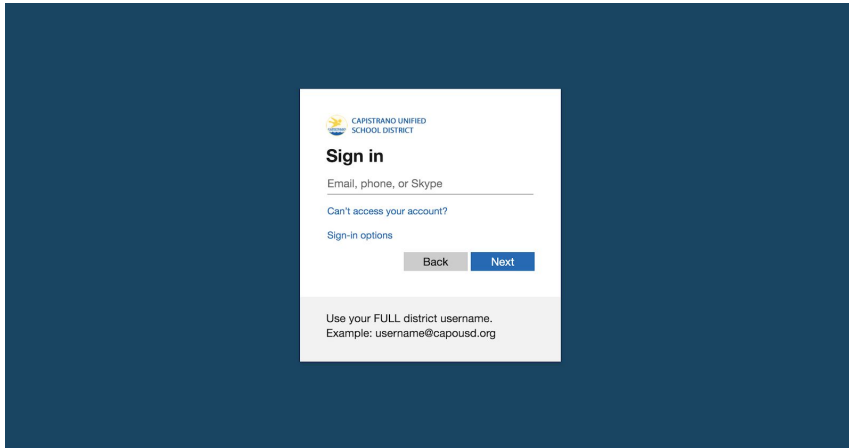 CAPISTRANO UNIFIED
SCHOOL DISTRICT
Sign in
Email, phone, or Skype
Can't access your account?
Sign-in options
Back Next
Use your FULL district username.
Example: username@capousd.org